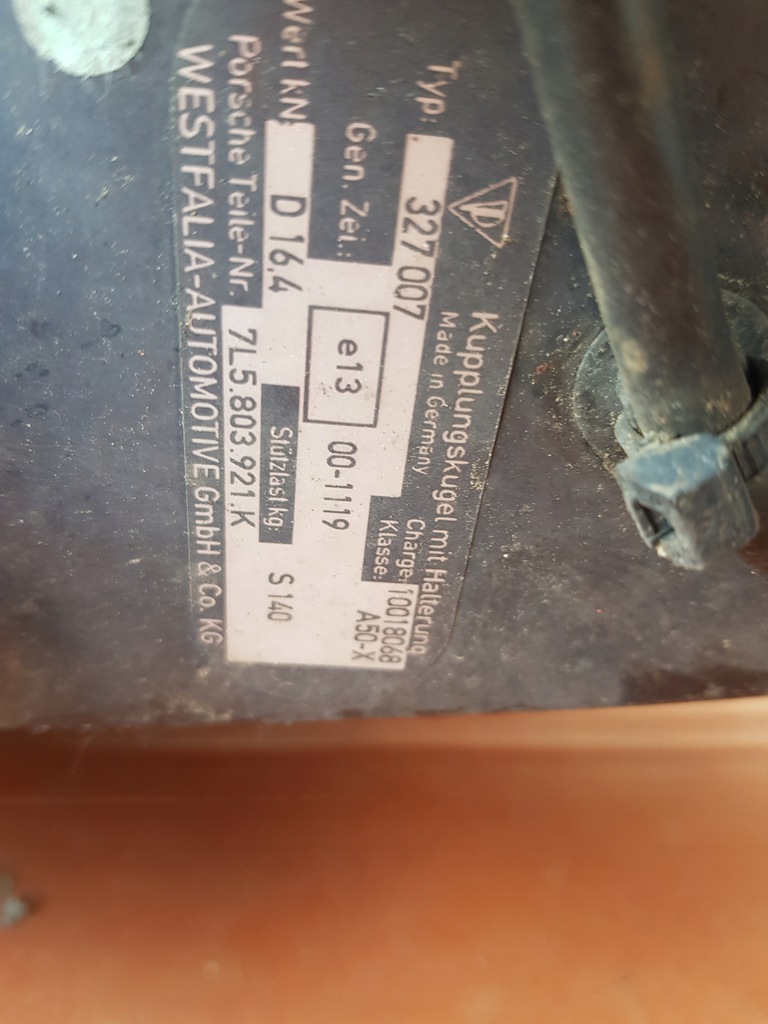 Kupplungskugel mit Halterung
Made in Germany
Charge: 10018068
Typ: 327 007
Klasse: A50-X
Gen. Zei.: e13 00-1119
Wert kN: D 16,4 Stützlast kg: S 140
Porsche Teile-Nr. 7L5.803.921.K
WESTFALIA-AUTOMOTIVE GmbH & Co. KG